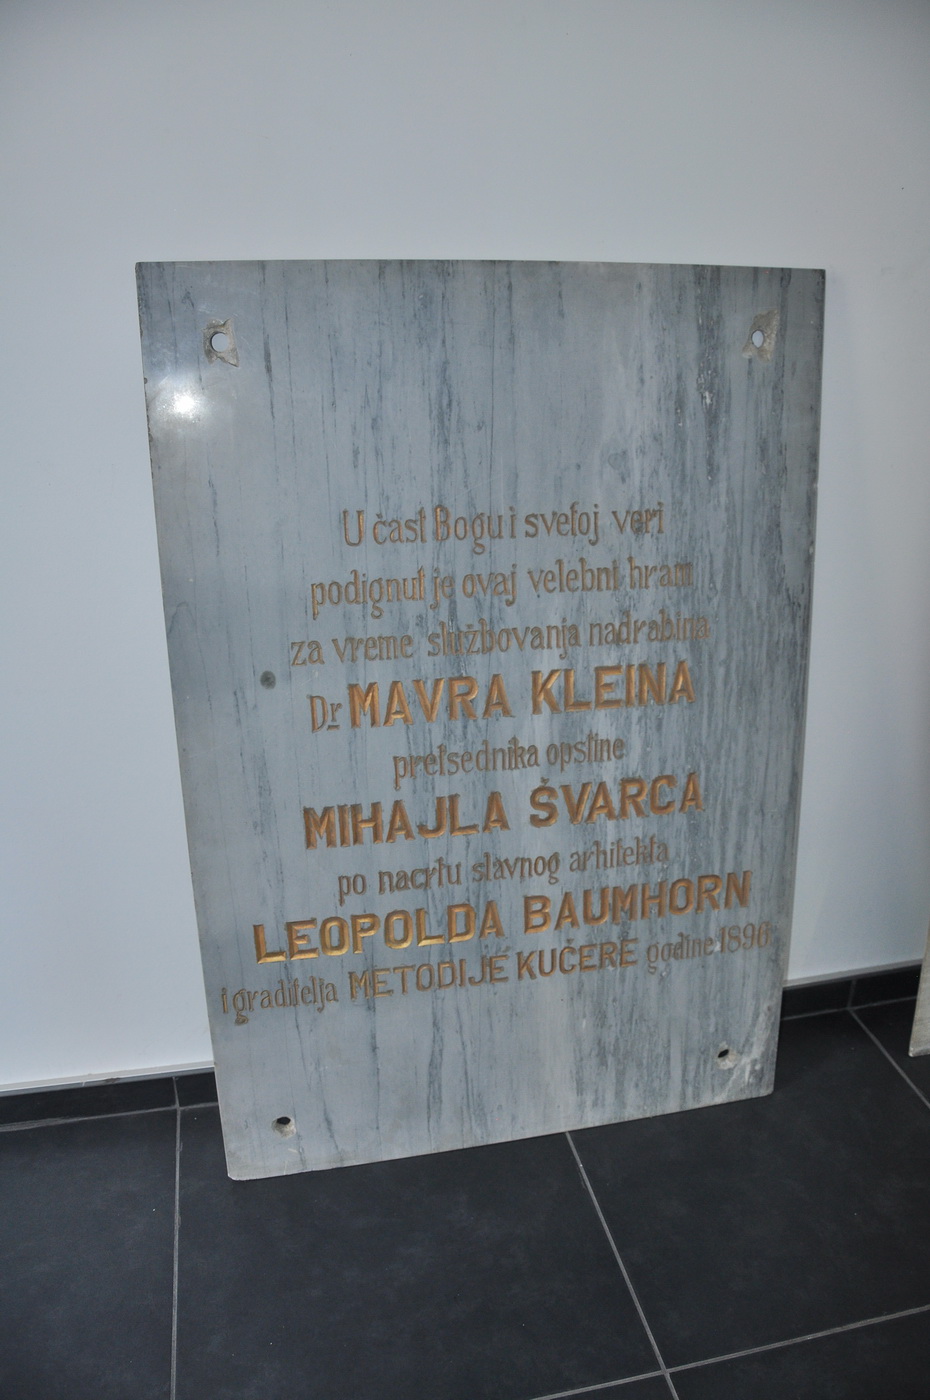 U čast Bogu i svetoj veri
podignut je ovaj velebni hram
za vreme službovanja nadrabina
Dr MAVRA KLEINA
pretsednika opštine
MIHAJLA ŠVARCA
po nacrtu slavnog arhitekta
LEOPOLDA BAUMHORN
i graditelja METODIJE KUČERE godine 1896